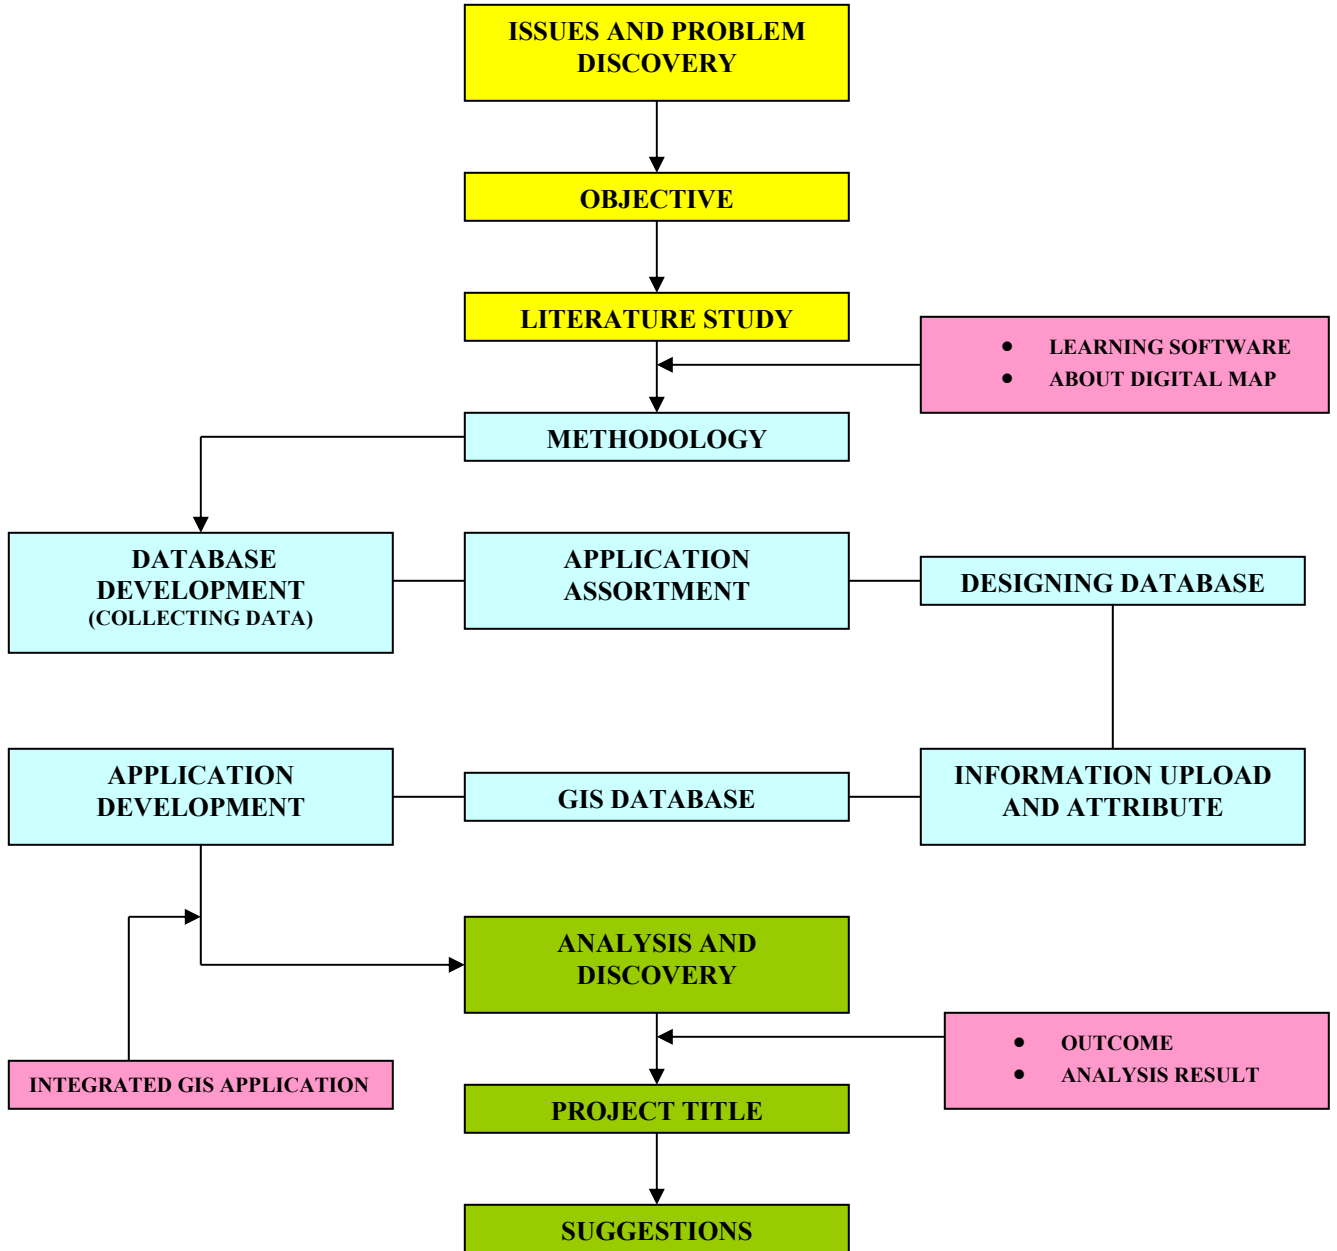 ISSUES AND PROBLEM
DISCOVERY
OBJECTIVE
LITERATURE STUDY
• LEARNING SOFTWARE
• ABOUT DIGITAL MAP
METHODOLOGY
DATABASE
DEVELOPMENT
(COLLECTING DATA)
APPLICATION
ASSORTMENT
DESIGNING DATABASE
APPLICATION
DEVELOPMENT
GIS DATABASE
INFORMATION UPLOAD
AND ATTRIBUTE
ANALYSIS AND
DISCOVERY
• OUTCOME
• ANALYSIS RESULT
INTEGRATED GIS APPLICATION
PROJECT TITLE
SUGGESTIONS